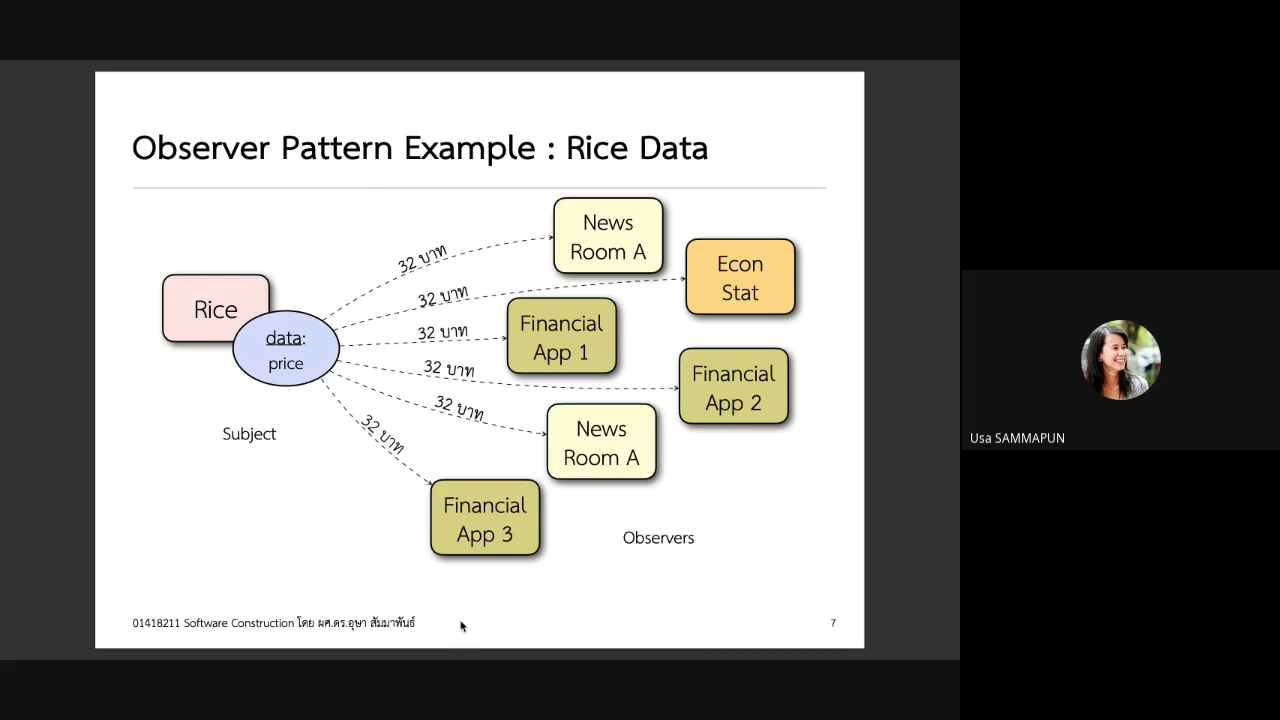 Observer Pattern Example : Rice Data
News
Room A
32 บาท
Econ
Stat
32 บาท
Rice
Financial
App 1
32 บาท
data:
price
Financial
App 2
32 บาท
32 บาท
News
Room A
32 บาท
Subject
Financial
App 3
Observers
01418211 Software Construction โดย ผศ.ดร.อุษา สัมมาพันธ์
7
Usa SAMMAPUN